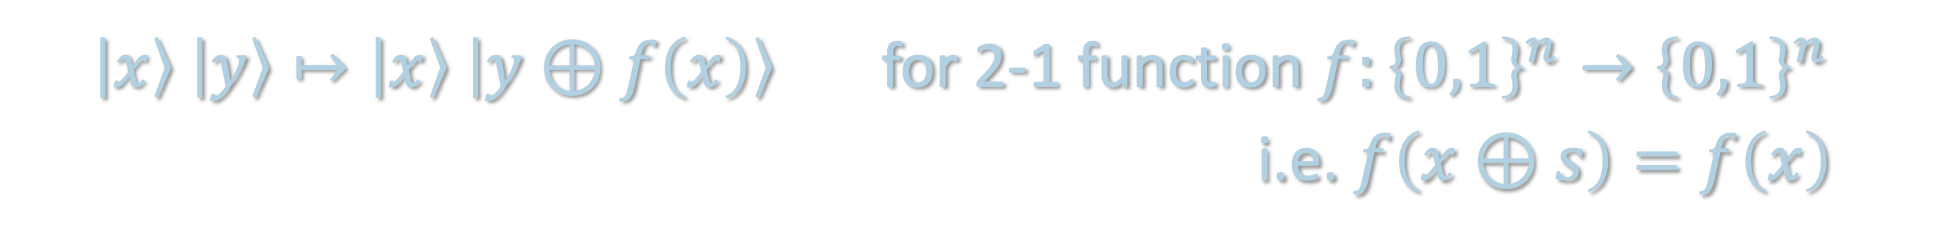 |x⟩ |y⟩ ↦ |x⟩ |y ⊕ f(x)⟩ for 2-1 function f: {0,1}ⁿ → {0,1}ⁿ
i.e. f(x ⊕ s) = f(x)